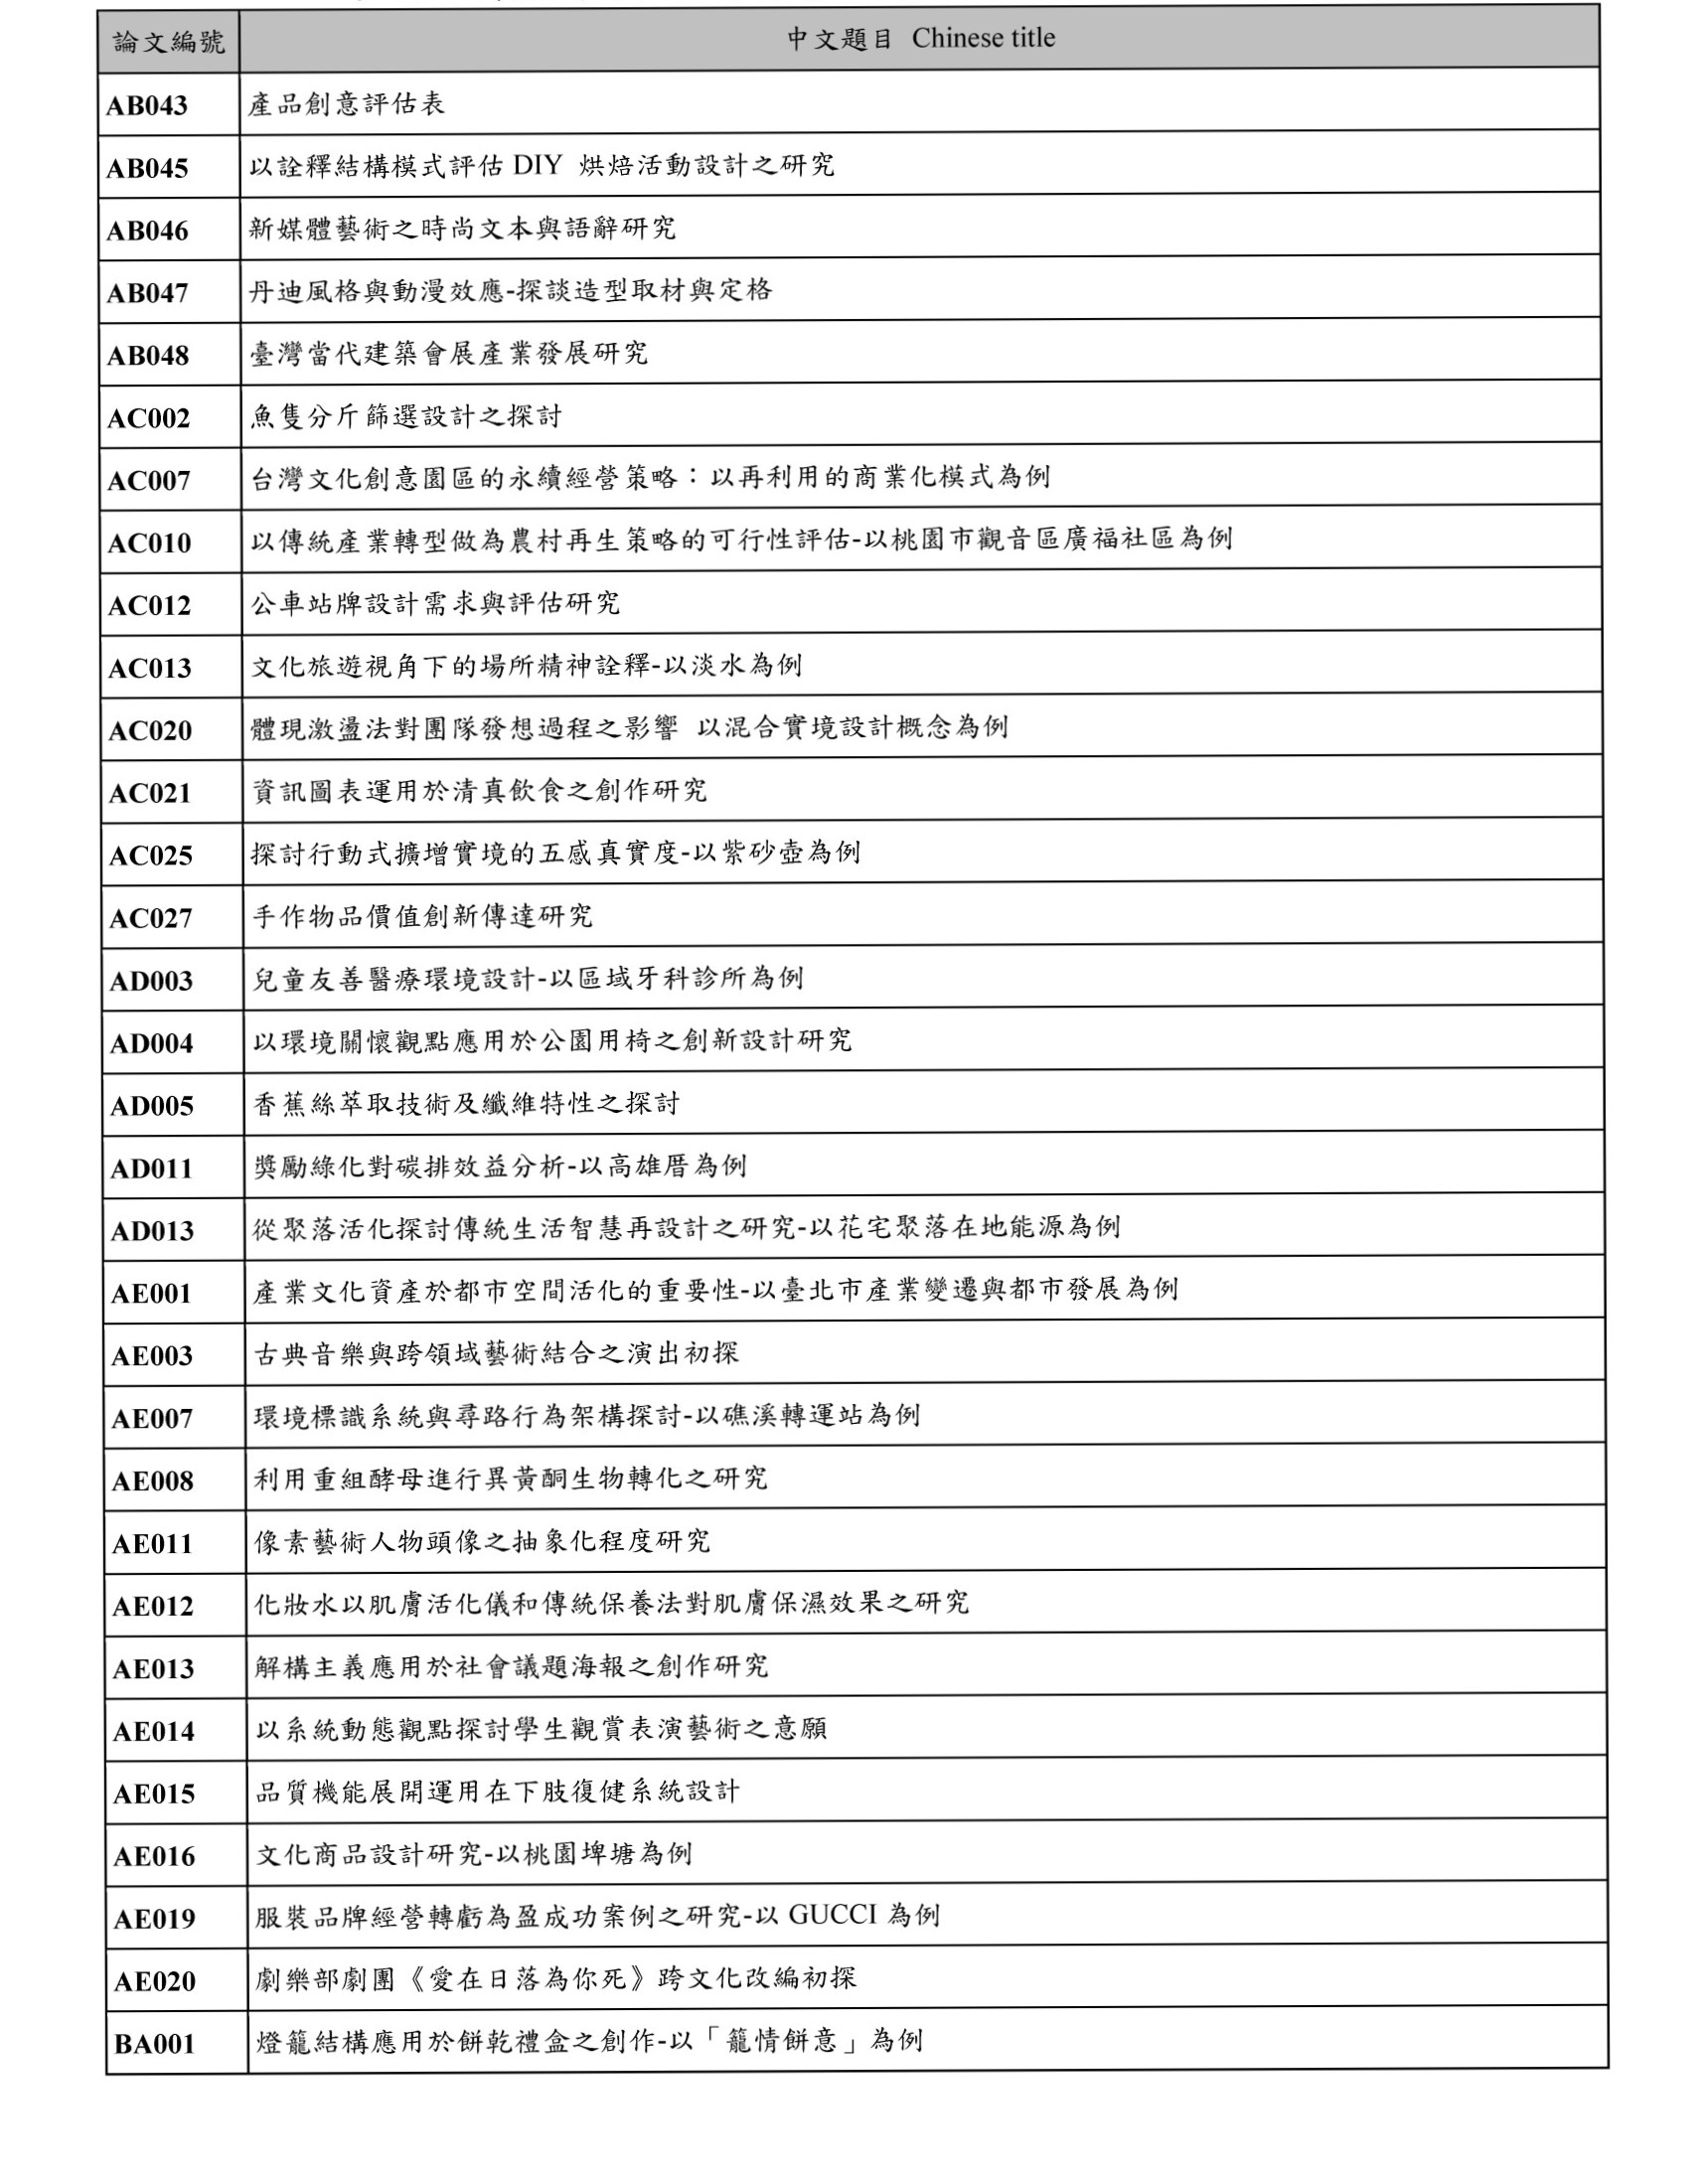 論文編號 中文題目 Chinese title
AB043 產品創意評估表
AB045 以詮釋結構模式評估 DIY 烘焙活動設計之研究
AB046 新媒體藝術之時尚文本與語辭研究
AB047 丹迪風格與動漫效應-探談造型取材與定格
AB048 臺灣當代建築會展產業發展研究
AC002 魚隻分斤篩選設計之探討
AC007 台灣文化創意園區的永續經營策略：以再利用的商業化模式為例
AC010 以傳統產業轉型做為農村再生策略的可行性評估-以桃園市觀音區廣福社區為例
AC012 公車站牌設計需求與評估研究
AC013 文化旅遊視角下的場所精神詮釋-以淡水為例
AC020 體現激盪法對團隊發想過程之影響 以混合實境設計概念為例
AC021 資訊圖表運用於清真飲食之創作研究
AC025 探討行動式擴增實境的五感真實度-以紫砂壺為例
AC027 手作物品價值創新傳達研究
AD003 兒童友善醫療環境設計-以區域牙科診所為例
AD004 以環境關懷觀點應用於公園用椅之創新設計研究
AD005 香蕉絲萃取技術及纖維特性之探討
AD011 獎勵綠化對碳排效益分析-以高雄厝為例
AD013 從聚落活化探討傳統生活智慧再設計之研究-以花宅聚落在地能源為例
AE001 產業文化資產於都市空間活化的重要性-以臺北市產業變遷與都市發展為例
AE003 古典音樂與跨領域藝術結合之演出初探
AE007 環境標識系統與尋路行為架構探討-以礁溪轉運站為例
AE008 利用重組酵母進行異黃酮生物轉化之研究
AE011 像素藝術人物頭像之抽象化程度研究
AE012 化妝水以肌膚活化儀和傳統保養法對肌膚保濕效果之研究
AE013 解構主義應用於社會議題海報之創作研究
AE014 以系統動態觀點探討學生觀賞表演藝術之意願
AE015 品質機能展開運用在下肢復健系統設計
AE016 文化商品設計研究-以桃園埤塘為例
AE019 服裝品牌經營轉虧為盈成功案例之研究-以 GUCCI 為例
AE020 劇樂部劇團《愛在日落為你死》跨文化改編初探
BA001 燈籠結構應用於餅乾禮盒之創作-以「籠情餅意」為例